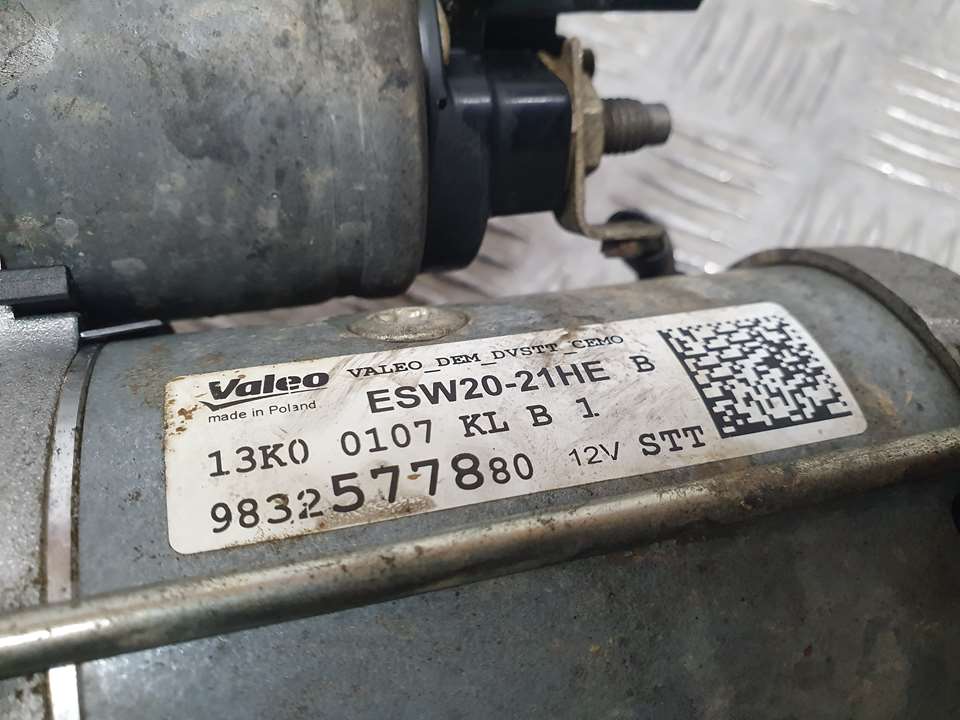 Valeo VALEO_DEM_DVSTT_CEMO
made in Poland ESW20-21HE B
13K0 0107 KL B 1
9832577880 12V STT